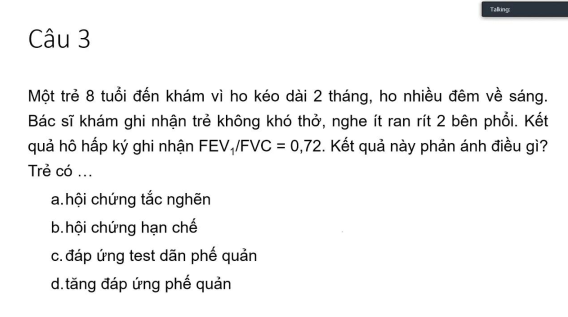 Talking:
Câu 3
Một trẻ 8 tuổi đến khám vì ho kéo dài 2 tháng, ho nhiều đêm về sáng.
Bác sĩ khám ghi nhận trẻ không khó thở, nghe ít ran rít 2 bên phổi. Kết
quả hô hấp ký ghi nhận FEV₁/FVC = 0,72. Kết quả này phản ánh điều gì?
Trẻ có …
a.hội chứng tắc nghẽn
b.hội chứng hạn chế
c.đáp ứng test dãn phế quản
d.tăng đáp ứng phế quản